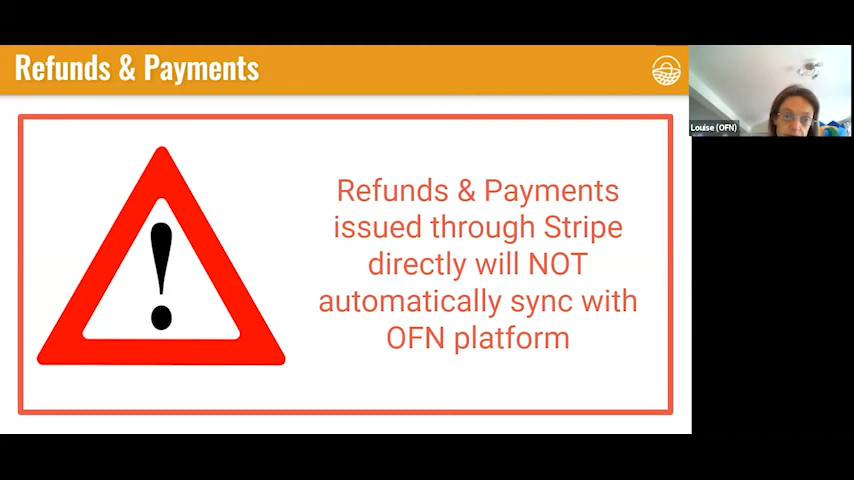 Refunds & Payments
Louise (OFN)
Refunds & Payments
issued through Stripe
directly will NOT
automatically sync with
OFN platform